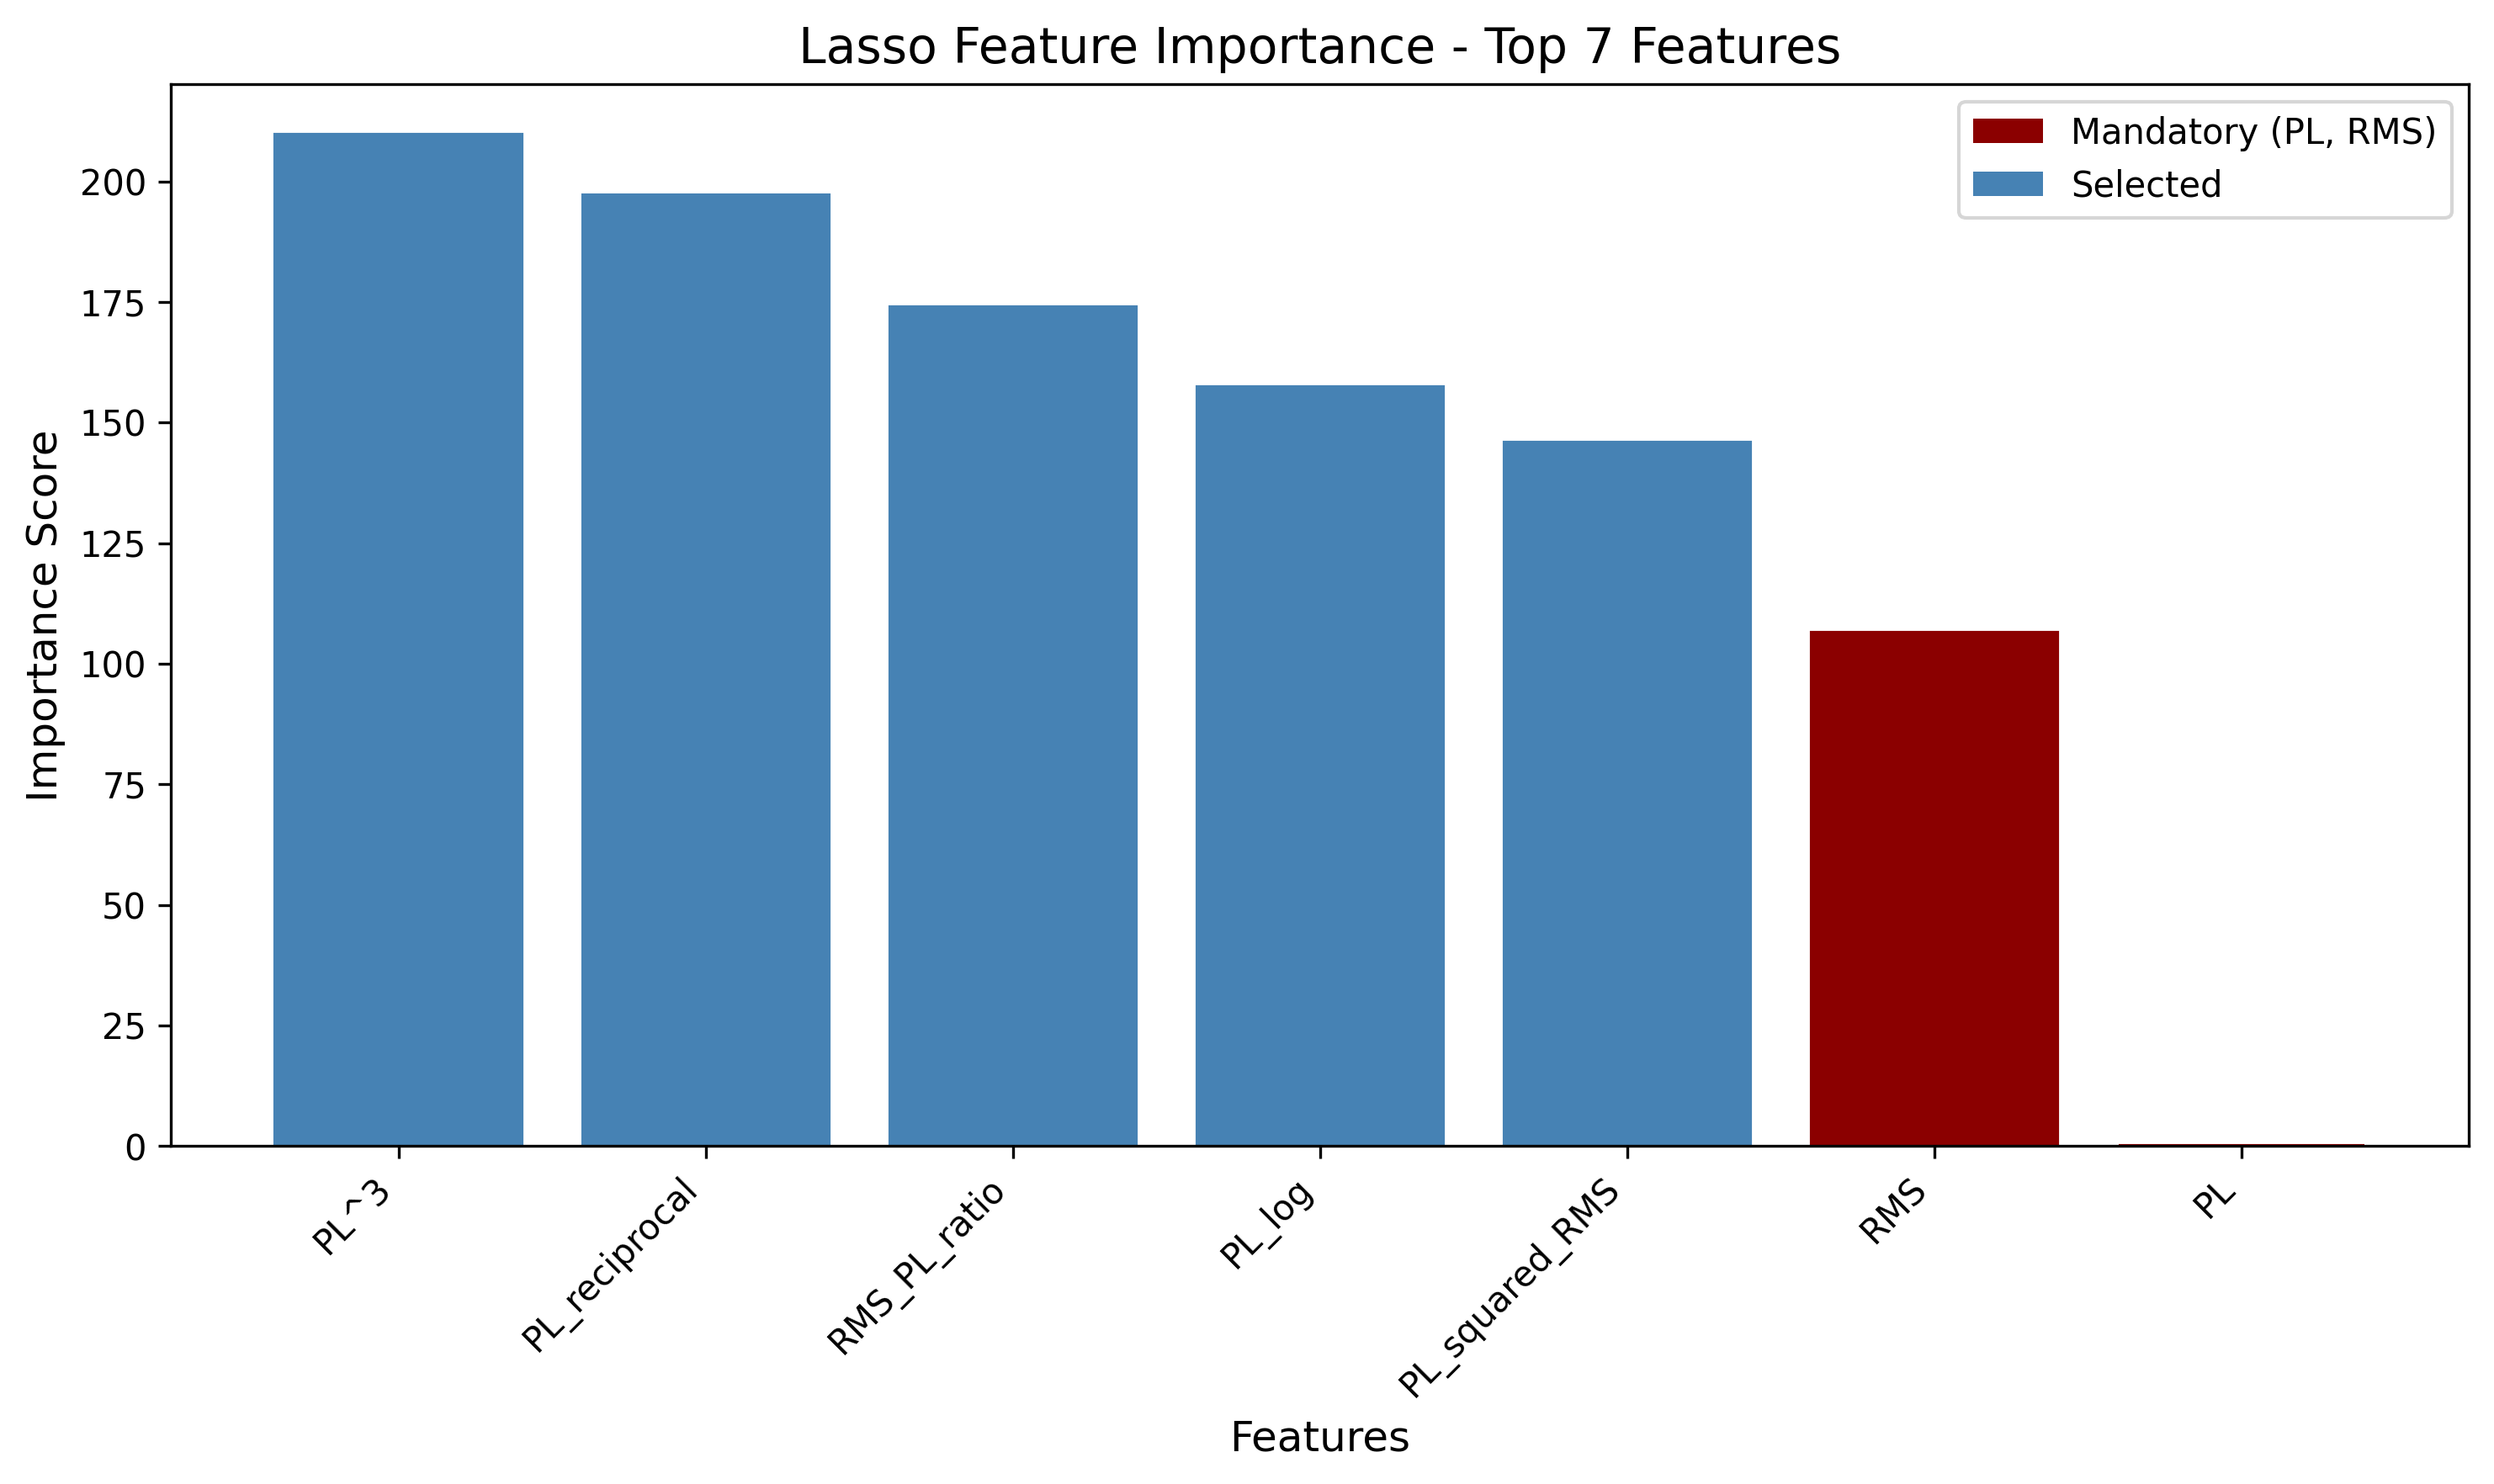 Lasso Feature Importance - Top 7 Features
Mandatory (PL, RMS)
Selected
Importance Score
200
175
150
125
100
75
50
25
0
PL^3
PL_reciprocal
RMS_PL_ratio
PL_log
PL_squared_RMS
RMS
PL
Features